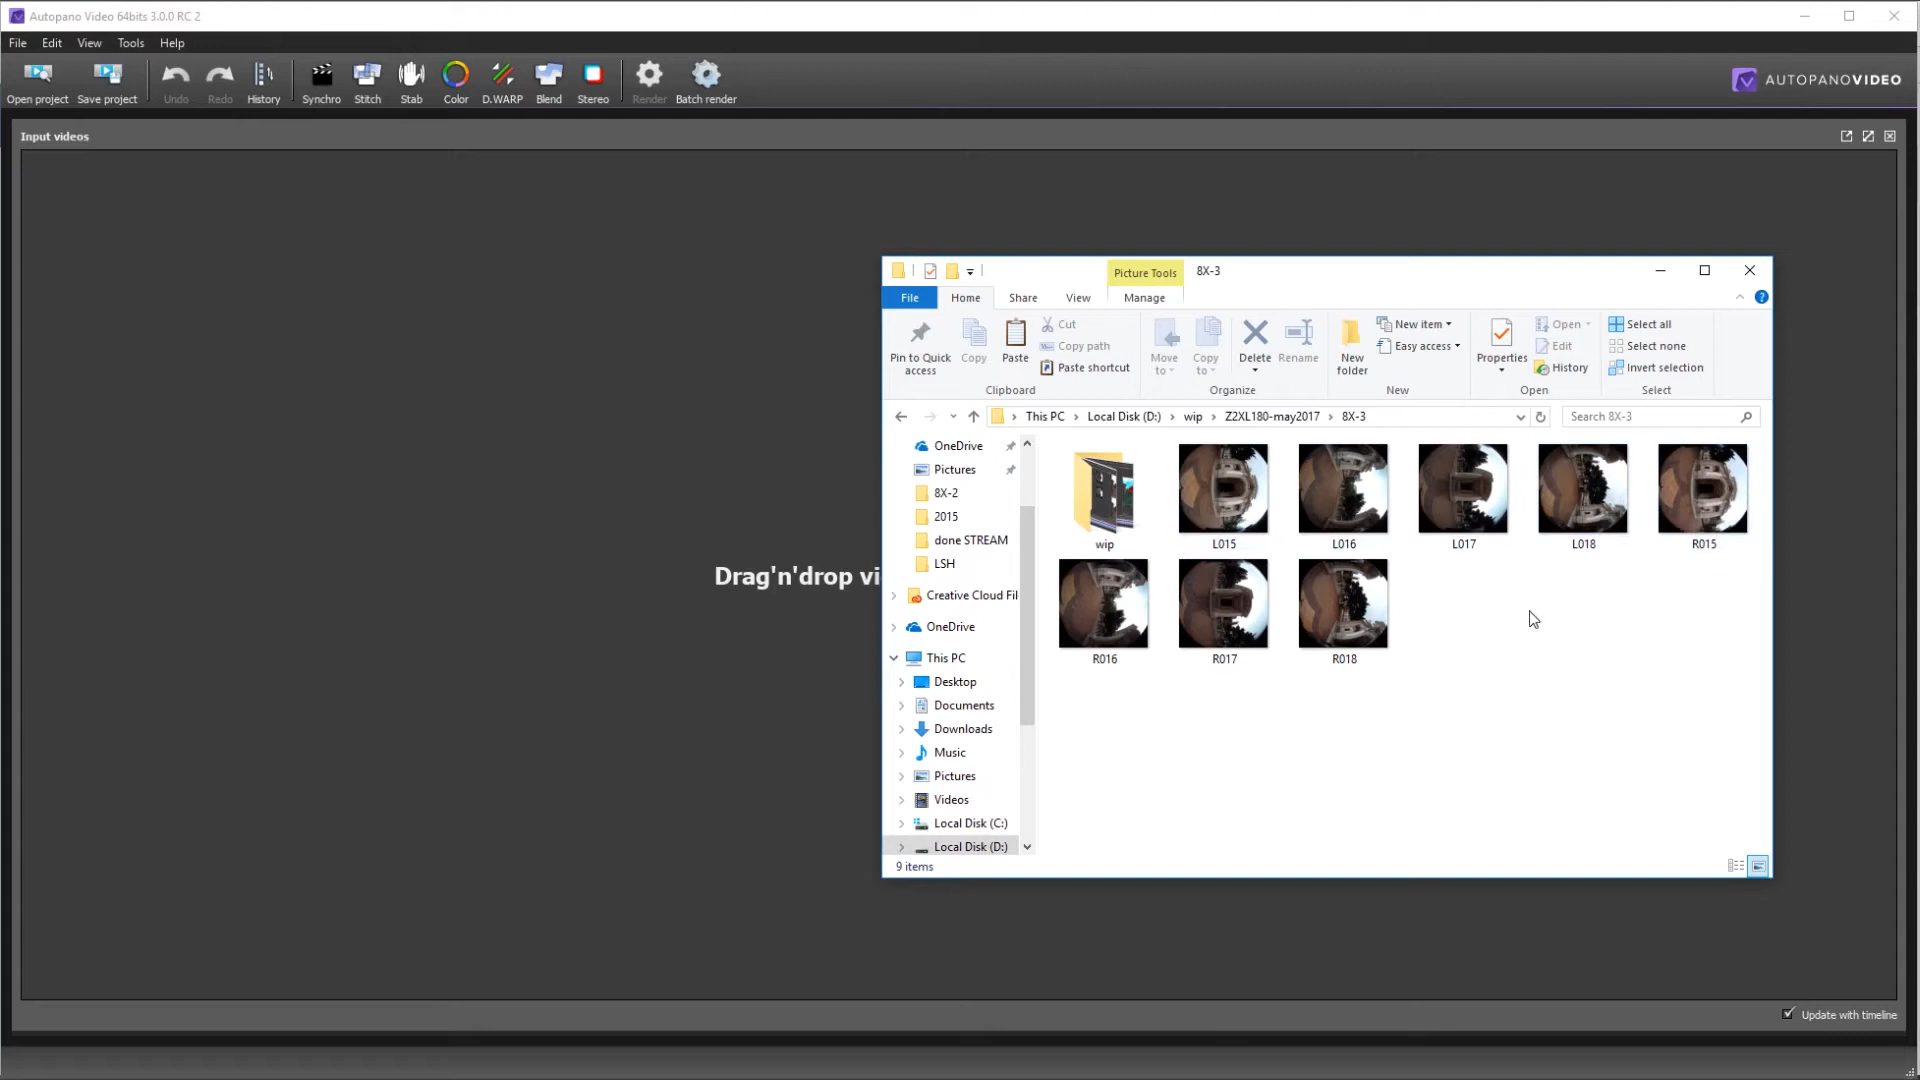 Autopano Video 64bits 3.0.0 RC 2
File Edit View Tools Help
Open project Save project Undo Redo History Synchro Stitch Stab Color D.WARP Blend Stereo Render Batch render
AUTOPANOVIDEO
Input videos
Drag'n'drop vi
Picture Tools 8X-3
File Home Share View Manage
Pin to Quick access
Copy
Paste
Cut
Copy path
Paste shortcut
Clipboard
Move to
Copy to
Delete
Rename
Organize
New folder
New item
Easy access
New
Properties
Open
Edit
History
Open
Select all
Select none
Invert selection
Select
This PC Local Disk (D:) wip Z2XL180-may2017 8X-3
Search 8X-3
OneDrive
Pictures
8X-2
2015
done STREAM
LSH
Creative Cloud Fil
OneDrive
This PC
Desktop
Documents
Downloads
Music
Pictures
Videos
Local Disk (C:)
Local Disk (D:)
wip L015 L016 L017 L018 R015
R016 R017 R018
9 items
Update with timeline